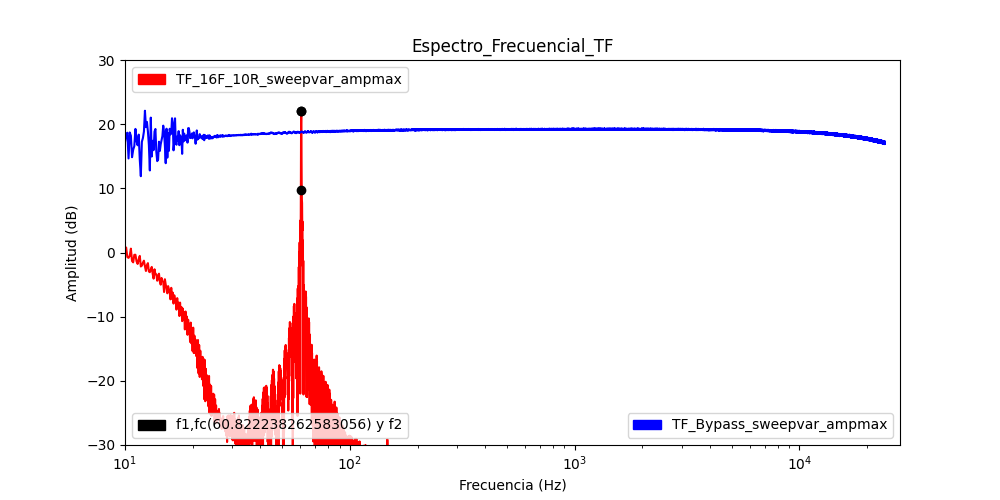 Espectro_Frecuencial_TF
30
20
10
0
−10
−20
−30
Amplitud (dB)
TF_16F_10R_sweepvar_ampmax
f1,fc(60.822238262583056) y f2
TF_Bypass_sweepvar_ampmax
10¹
10²
10³
10⁴
Frecuencia (Hz)